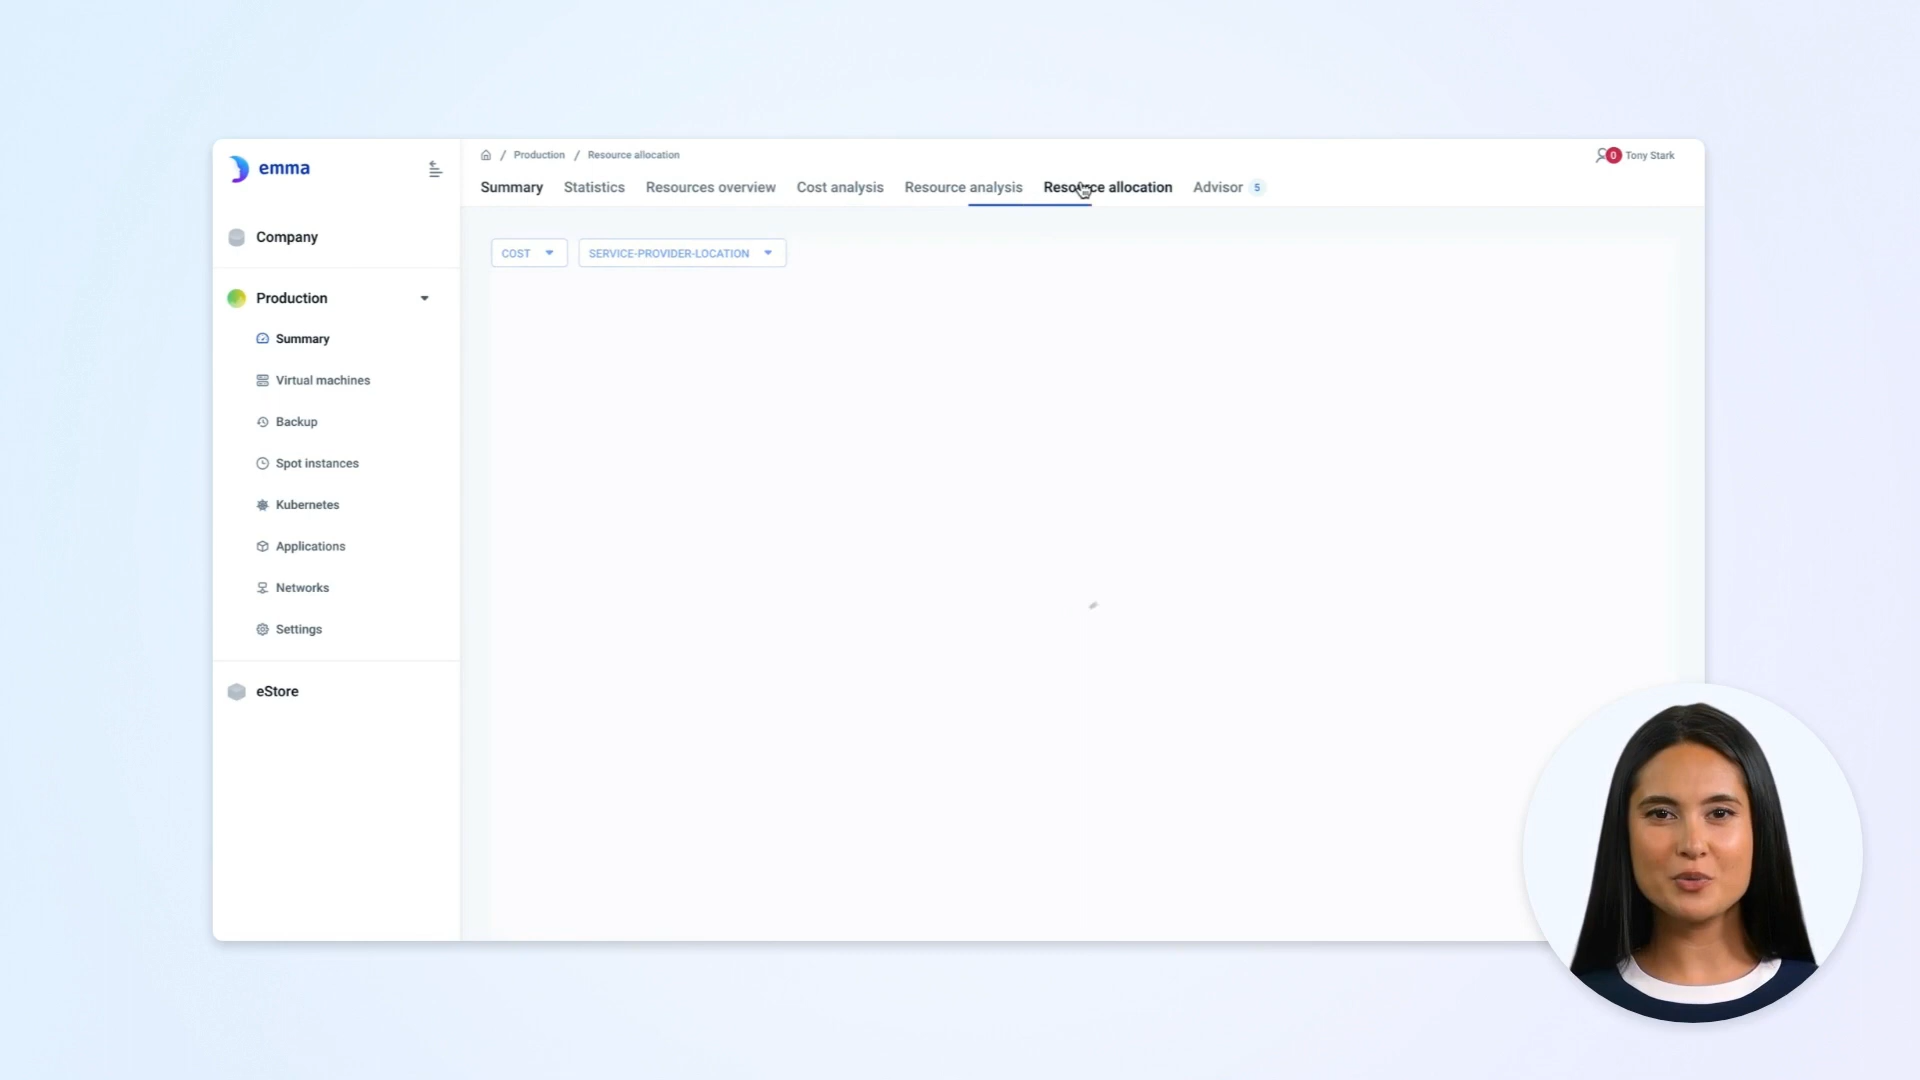 emma
Company
Production
Summary
Virtual machines
Backup
Spot instances
Kubernetes
Applications
Networks
Settings
eStore
/ Production / Resource allocation
0 Tony Stark
Summary Statistics Resources overview Cost analysis Resource analysis Resource allocation Advisor 5
COST SERVICE-PROVIDER-LOCATION